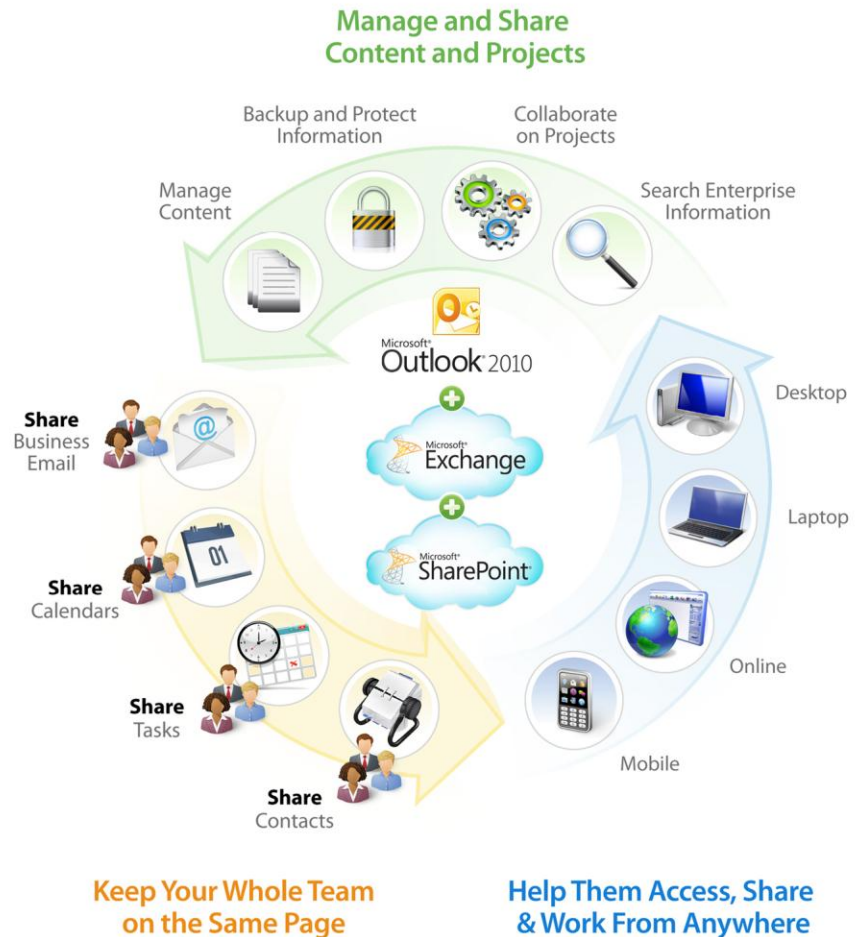 Manage and Share
Content and Projects
Backup and Protect
Information
Collaborate
on Projects
Manage
Content
Search Enterprise
Information
Microsoft®
Outlook® 2010
Share
Business
Email
@
Desktop
Microsoft®
Exchange
Laptop
01
Share
Calendars
Microsoft®
SharePoint®
Online
Share
Tasks
Mobile
Share
Contacts
Keep Your Whole Team
on the Same Page
Help Them Access, Share
& Work From Anywhere